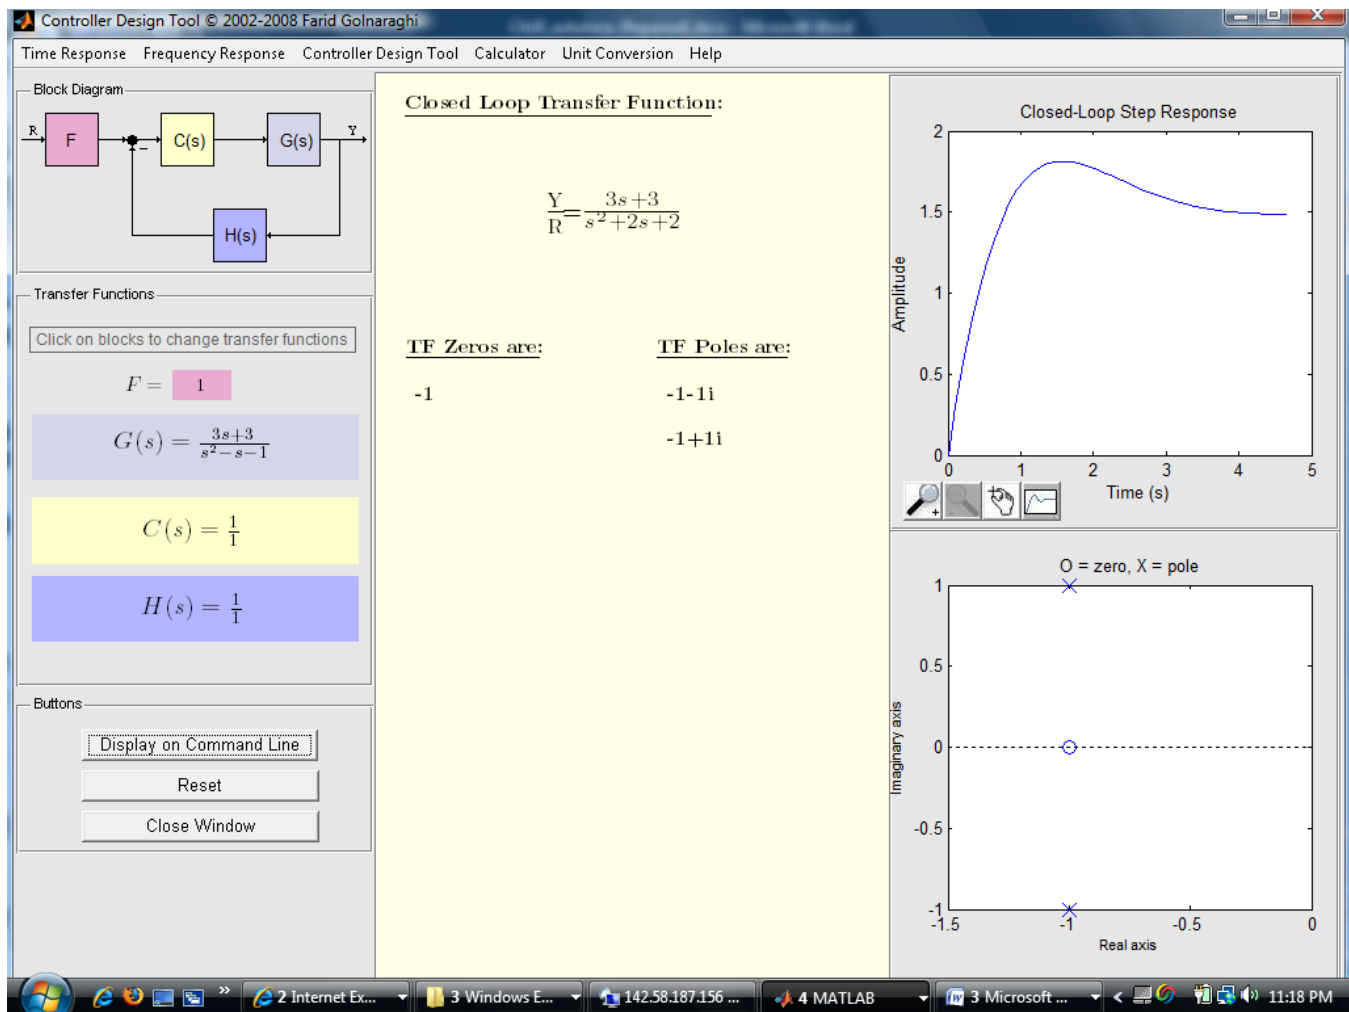 Controller Design Tool © 2002-2008 Farid Golnaraghi
Time Response Frequency Response Controller Design Tool Calculator Unit Conversion Help
Block Diagram
R F C(s) G(s) Y
−
H(s)
Transfer Functions
Click on blocks to change transfer functions
F = 1
G(s) = 3s+3 / s²−s−1
C(s) = 1/1
H(s) = 1/1
Buttons
Display on Command Line
Reset
Close Window
Closed Loop Transfer Function:
Y/R = 3s+3 / s²+2s+2
TF Zeros are: TF Poles are:
-1 -1-1i
-1+1i
Closed-Loop Step Response
2
1.5
1
0.5
0
Amplitude
0 1 2 3 4 5
Time (s)
O = zero, X = pole
1
0.5
0
-0.5
-1
Imaginary axis
-1.5 -1 -0.5 0
Real axis
» 2 Internet Ex... 3 Windows E... 142.58.187.156 ... 4 MATLAB 3 Microsoft ... < 11:18 PM